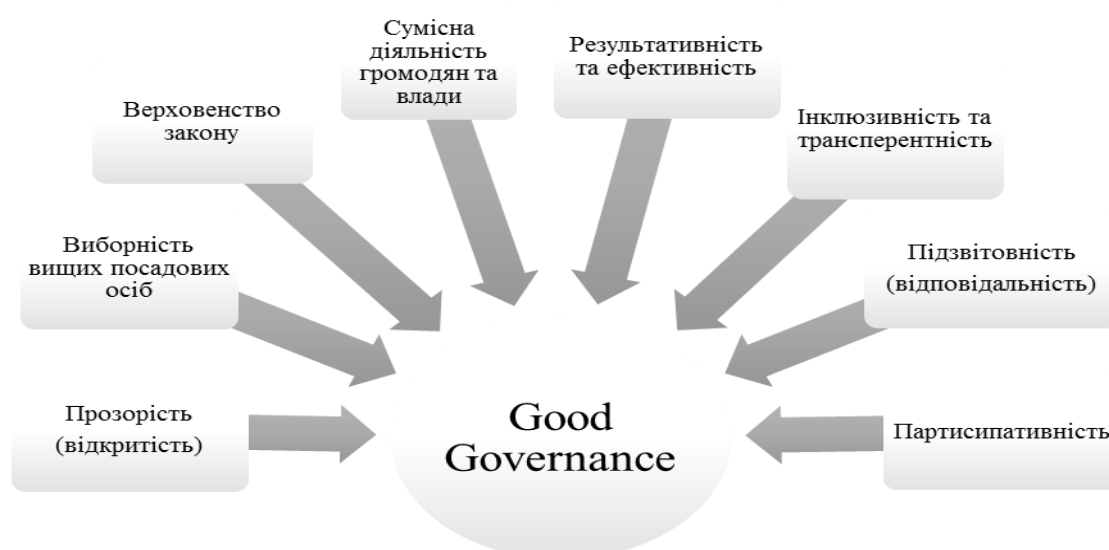 Сумісна
діяльність
громодян та
влади
Результативність
та ефективність
Верховенство
закону
Інклюзивність та
трансперентність
Виборність
вищих посадових
осіб
Підзвітовність
(відповідальність)
Прозорість
(відкритість)
Good
Governance
Партисипативність